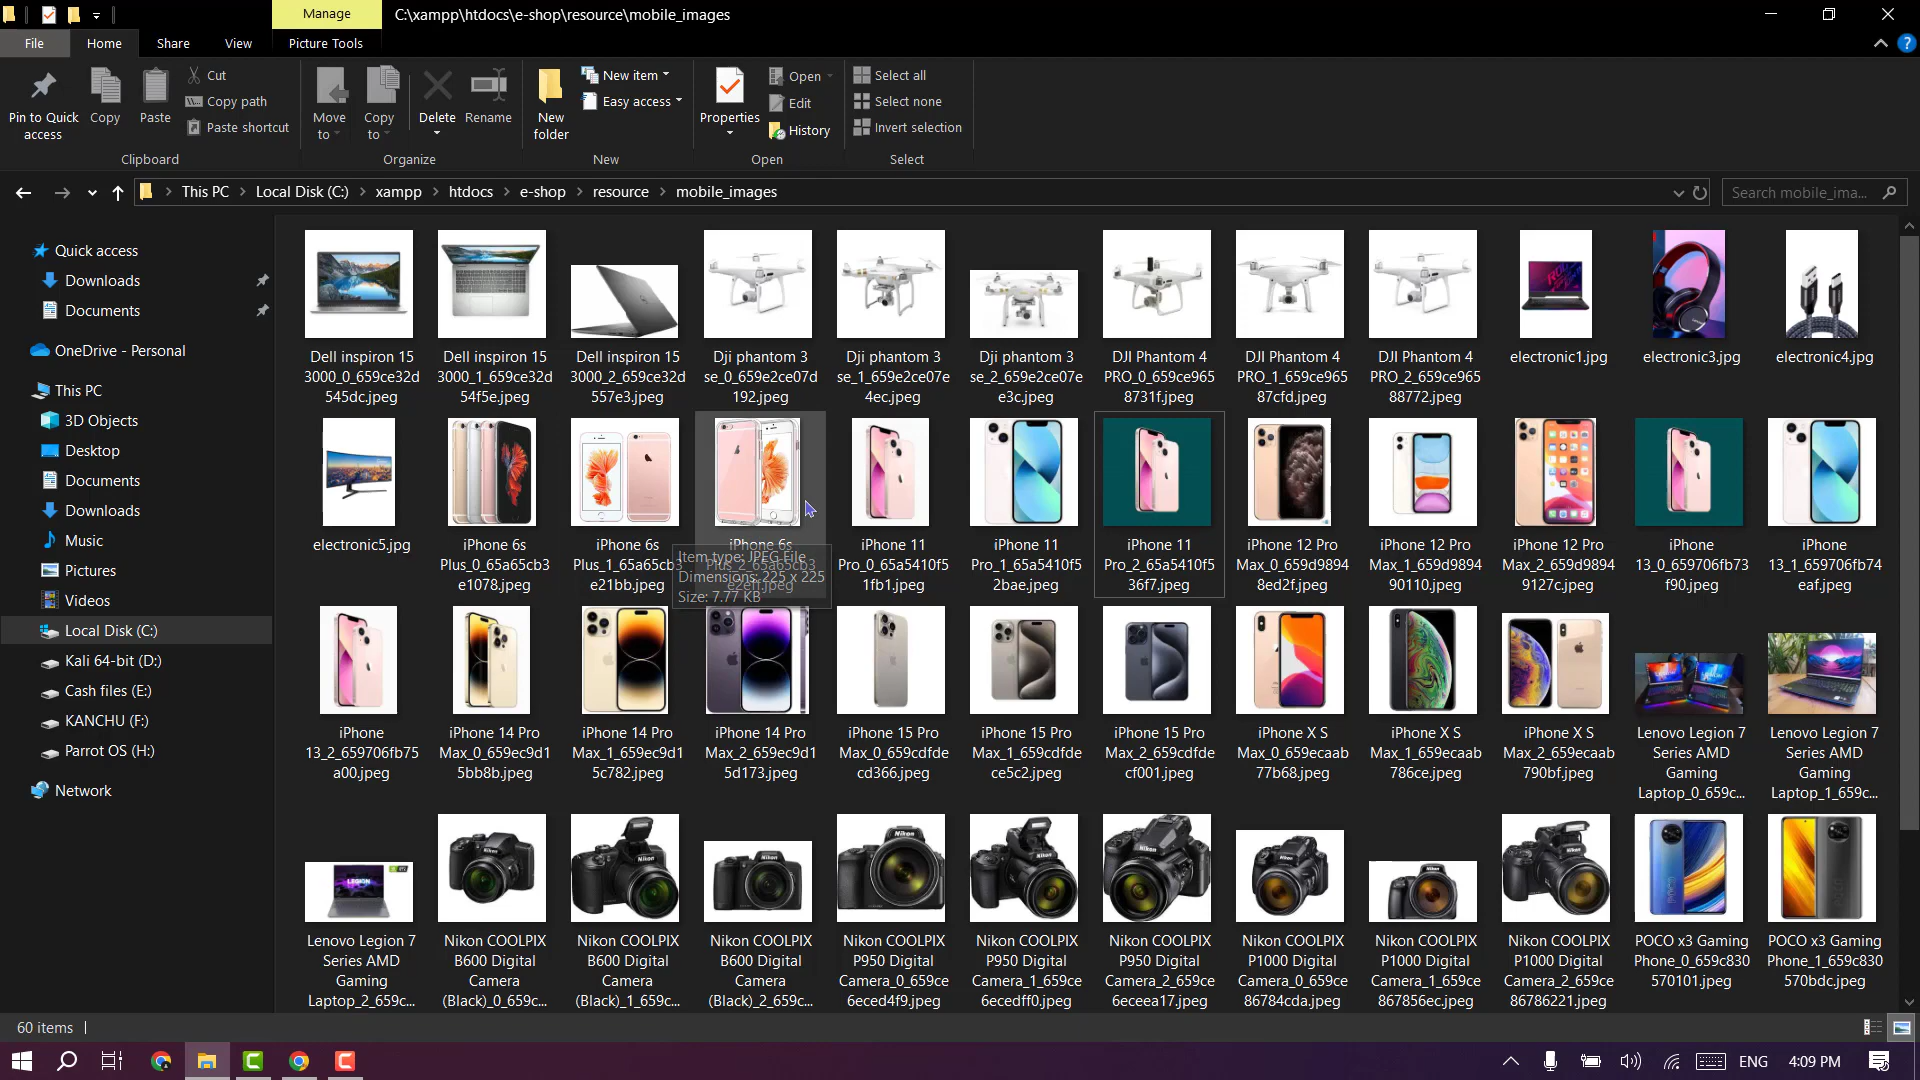 Manage
C:\xampp\htdocs\e-shop\resource\mobile_images
File
Home
Share
View
Picture Tools
Pin to Quick
access
Copy
Paste
Cut
Copy path
Paste shortcut
Move
to
Copy
to
Delete
Rename
New
folder
New item
Easy access
Properties
Open
Edit
History
Select all
Select none
Invert selection
Clipboard
Organize
New
Open
Select
This PC
Local Disk (C:)
xampp
htdocs
e-shop
resource
mobile_images
Search mobile_ima...
Quick access
Downloads
Documents
OneDrive - Personal
This PC
3D Objects
Desktop
Documents
Downloads
Music
Pictures
Videos
Local Disk (C:)
Kali 64-bit (D:)
Cash files (E:)
KANCHU (F:)
Parrot OS (H:)
Network
Dell inspiron 15
3000_0_659ce32d
545dc.jpeg
Dell inspiron 15
3000_1_659ce32d
54f5e.jpeg
Dell inspiron 15
3000_2_659ce32d
557e3.jpeg
Dji phantom 3
se_0_659e2ce07d
192.jpeg
Dji phantom 3
se_1_659e2ce07e
4ec.jpeg
Dji phantom 3
se_2_659e2ce07e
e3c.jpeg
DJI Phantom 4
PRO_0_659ce965
8731f.jpeg
DJI Phantom 4
PRO_1_659ce965
87cfd.jpeg
DJI Phantom 4
PRO_2_659ce965
88772.jpeg
electronic1.jpg
electronic3.jpg
electronic4.jpg
electronic5.jpg
iPhone 6s
Plus_0_65a65cb3
e1078.jpeg
iPhone 6s
Plus_1_65a65cb3
e21bb.jpeg
iPhone 6s
Plus_2_65a65cb3
Item type: JPEG File
Dimensions: 225 x 225
Size: 7.77 KB
iPhone 11
Pro_0_65a5410f5
1fb1.jpeg
iPhone 11
Pro_1_65a5410f5
2bae.jpeg
iPhone 11
Pro_2_65a5410f5
36f7.jpeg
iPhone 12 Pro
Max_0_659d9894
8ed2f.jpeg
iPhone 12 Pro
Max_1_659d9894
90110.jpeg
iPhone 12 Pro
Max_2_659d9894
9127c.jpeg
iPhone
13_0_659706fb73
f90.jpeg
iPhone
13_1_659706fb74
eaf.jpeg
iPhone
13_2_659706fb75
a00.jpeg
iPhone 14 Pro
Max_0_659ec9d1
5bb8b.jpeg
iPhone 14 Pro
Max_1_659ec9d1
5c782.jpeg
iPhone 14 Pro
Max_2_659ec9d1
5d173.jpeg
iPhone 15 Pro
Max_0_659cdfde
cd366.jpeg
iPhone 15 Pro
Max_1_659cdfde
ce5c2.jpeg
iPhone 15 Pro
Max_2_659cdfde
cf001.jpeg
iPhone X S
Max_0_659ecaab
77b68.jpeg
iPhone X S
Max_1_659ecaab
786ce.jpeg
iPhone X S
Max_2_659ecaab
790bf.jpeg
Lenovo Legion 7
Series AMD
Gaming
Laptop_0_659c...
Lenovo Legion 7
Series AMD
Gaming
Laptop_1_659c...
Lenovo Legion 7
Series AMD
Gaming
Laptop_2_659c...
Nikon COOLPIX
B600 Digital
Camera
(Black)_0_659c...
Nikon COOLPIX
B600 Digital
Camera
(Black)_1_659c...
Nikon COOLPIX
B600 Digital
Camera
(Black)_2_659c...
Nikon COOLPIX
P950 Digital
Camera_0_659ce
6eced4f9.jpeg
Nikon COOLPIX
P950 Digital
Camera_1_659ce
6ecedff0.jpeg
Nikon COOLPIX
P950 Digital
Camera_2_659ce
6eceea17.jpeg
Nikon COOLPIX
P1000 Digital
Camera_0_659ce
86784cda.jpeg
Nikon COOLPIX
P1000 Digital
Camera_1_659ce
867856ec.jpeg
Nikon COOLPIX
P1000 Digital
Camera_2_659ce
86786221.jpeg
POCO x3 Gaming
Phone_0_659c830
570101.jpeg
POCO x3 Gaming
Phone_1_659c830
570bdc.jpeg
60 items
ENG
4:09 PM